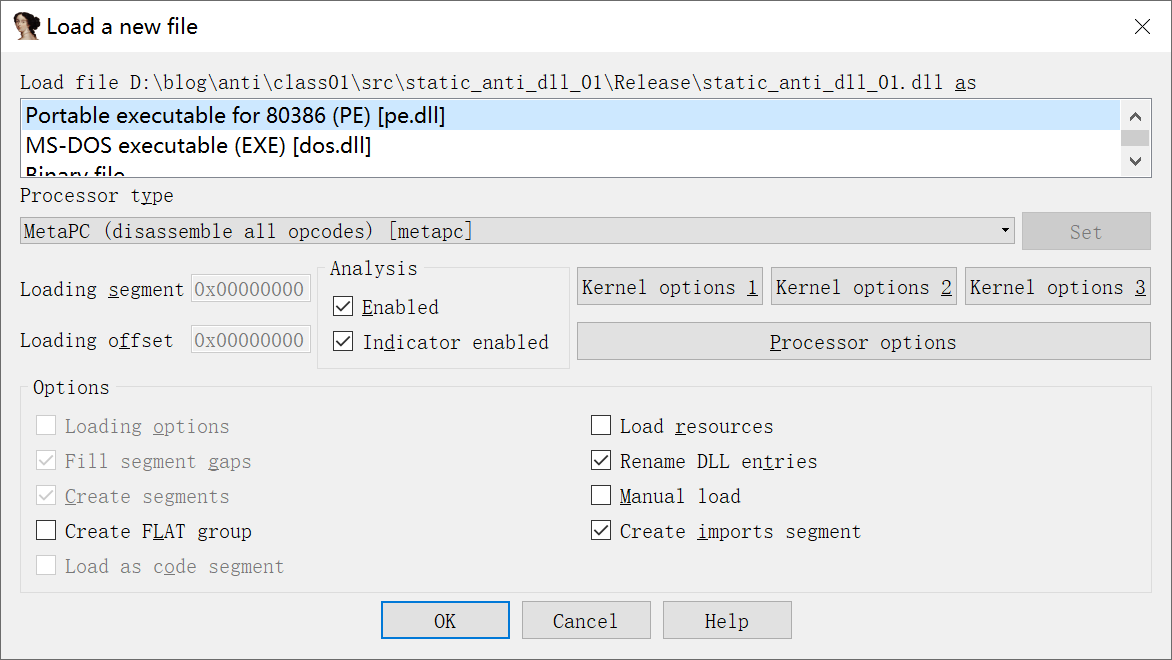 Load a new file
Load file D:\blog\anti\class01\src\static_anti_dll_01\Release\static_anti_dll_01.dll as
Portable executable for 80386 (PE) [pe.dll]
MS-DOS executable (EXE) [dos.dll]
Binary file
Processor type
MetaPC (disassemble all opcodes) [metapc]
Set
Loading segment 0x00000000
Loading offset 0x00000000
Analysis
Enabled
Indicator enabled
Kernel options 1
Kernel options 2
Kernel options 3
Processor options
Options
Loading options
Fill segment gaps
Create segments
Create FLAT group
Load as code segment
Load resources
Rename DLL entries
Manual load
Create imports segment
OK
Cancel
Help